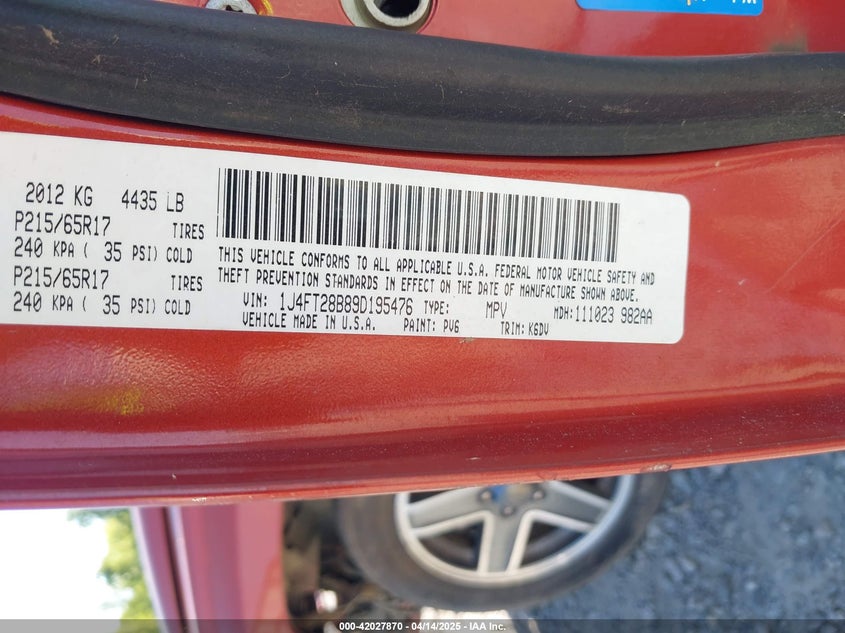 2012 KG 4435 LB
P215/65R17 TIRES
240 KPA ( 35 PSI) COLD
P215/65R17 TIRES
240 KPA ( 35 PSI) COLD
THIS VEHICLE CONFORMS TO ALL APPLICABLE U.S.A. FEDERAL MOTOR VEHICLE SAFETY AND
THEFT PREVENTION STANDARDS IN EFFECT ON THE DATE OF MANUFACTURE SHOWN ABOVE.
VIN: 1J4FT28B89D195476 TYPE: MPV MDH:111023 982AA
VEHICLE MADE IN U.S.A. PAINT: PV6 TRIM: K6DV
000-42027870 - 04/14/2025 - IAA Inc.